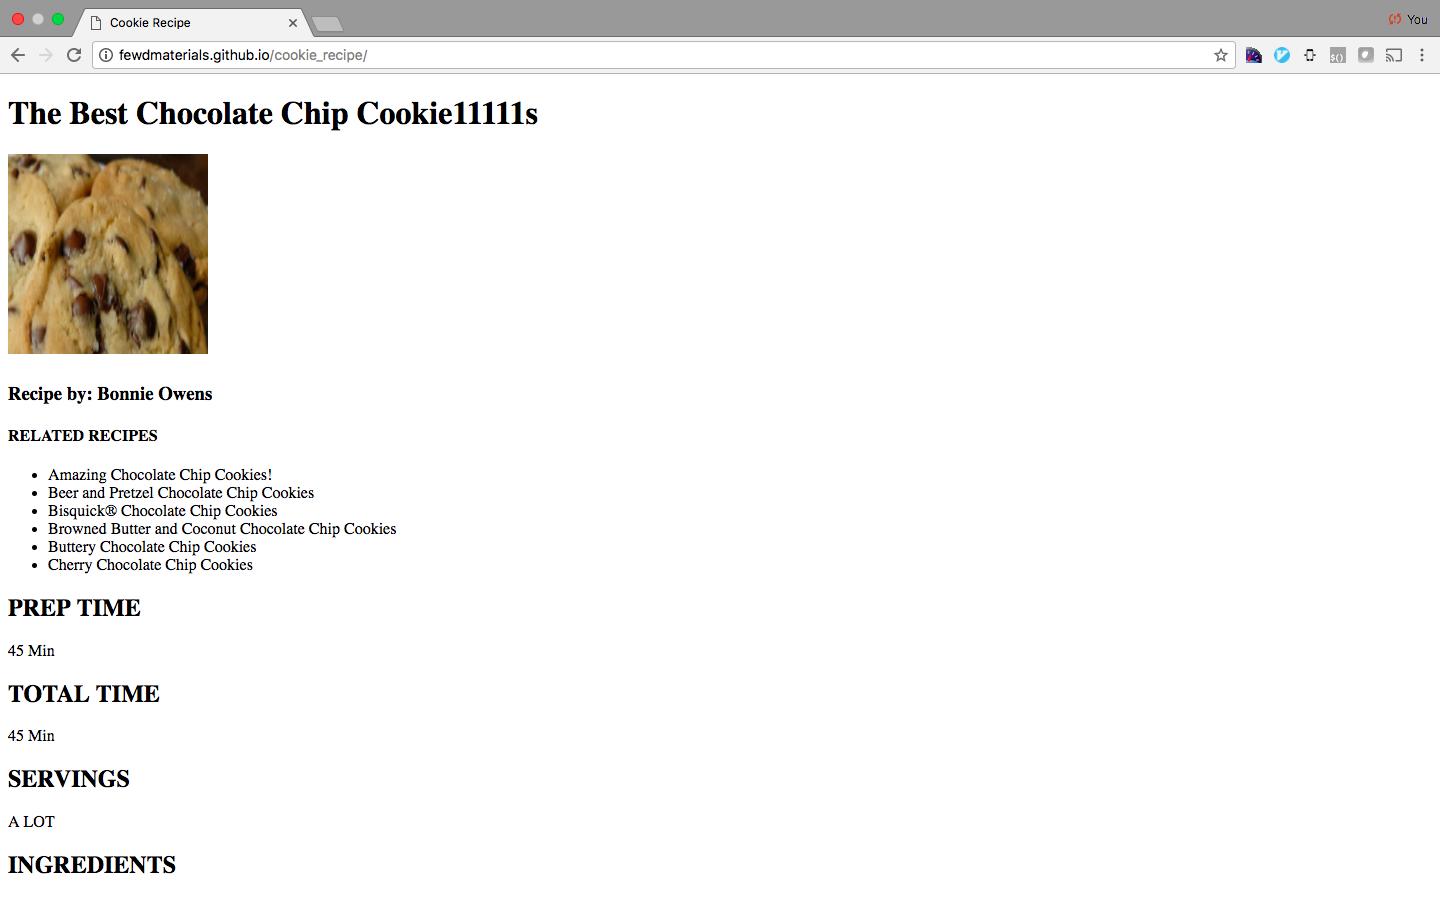 Cookie Recipe
You
fewdmaterials.github.io/cookie_recipe/
The Best Chocolate Chip Cookie11111s
Recipe by: Bonnie Owens
RELATED RECIPES
Amazing Chocolate Chip Cookies!
Beer and Pretzel Chocolate Chip Cookies
Bisquick® Chocolate Chip Cookies
Browned Butter and Coconut Chocolate Chip Cookies
Buttery Chocolate Chip Cookies
Cherry Chocolate Chip Cookies
PREP TIME
45 Min
TOTAL TIME
45 Min
SERVINGS
A LOT
INGREDIENTS